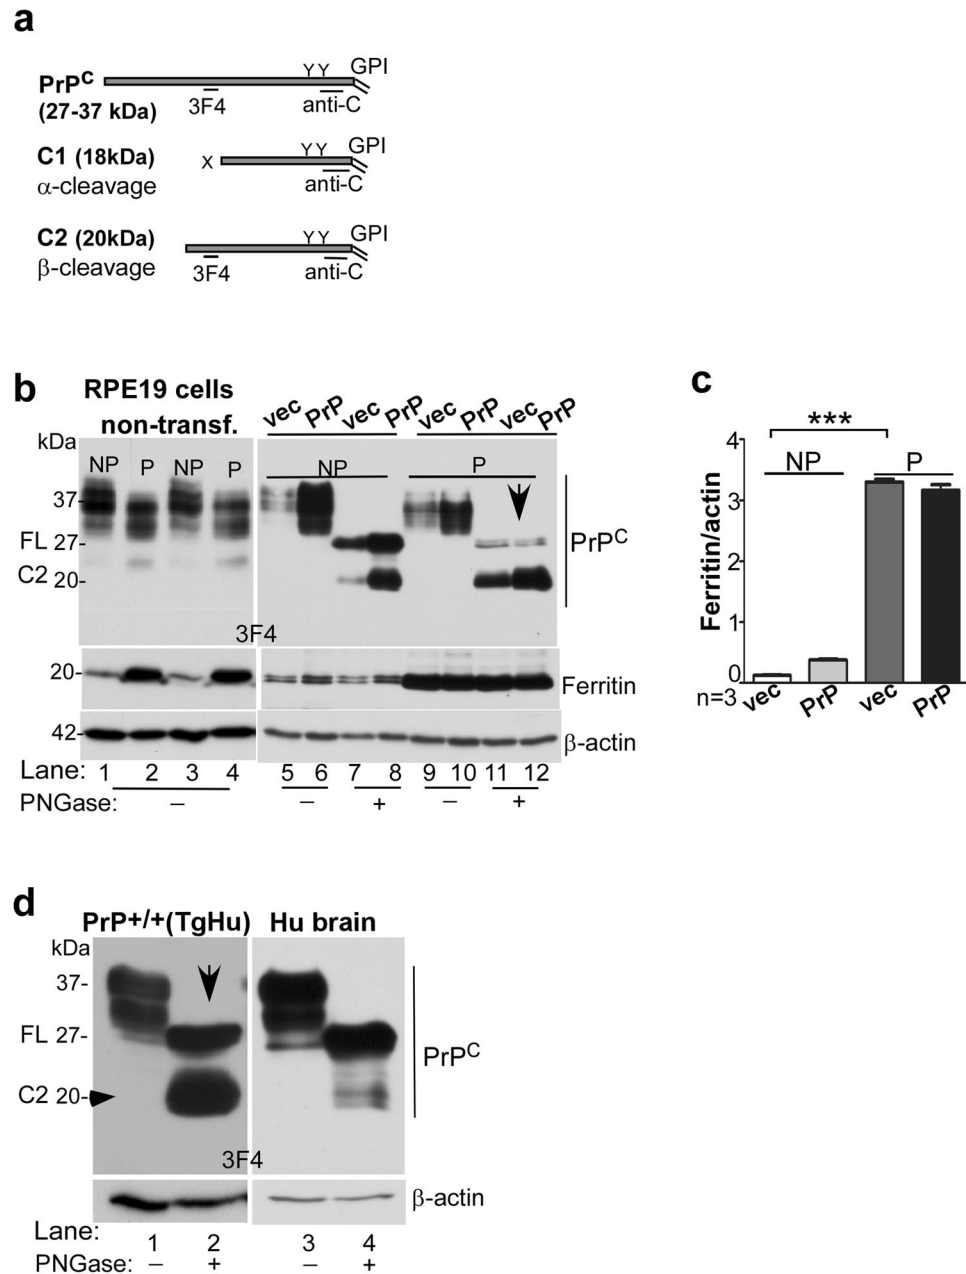 a
PrPC YY GPI
(27-37 kDa) 3F4 anti-C
C1 (18kDa) X YY GPI
α-cleavage anti-C
C2 (20kDa) YY GPI
β-cleavage 3F4 anti-C
b RPE19 cells
non-transf. vec PrP vec PrP vec PrP vec PrP
kDa
NP P NP P NP P
37-
FL 27- PrPC
C2 20-
3F4
20- Ferritin
42- β-actin
Lane: 1 2 3 4 5 6 7 8 9 10 11 12
PNGase: – – + – +
c
***
4
NP P
3
2
1
0
Ferritin/actin
n=3 vec PrP vec PrP
d
PrP+/+(TgHu) Hu brain
kDa
37-
FL 27-
PrPC
C2 20-
3F4
β-actin
Lane: 1 2 3 4
PNGase: – + – +